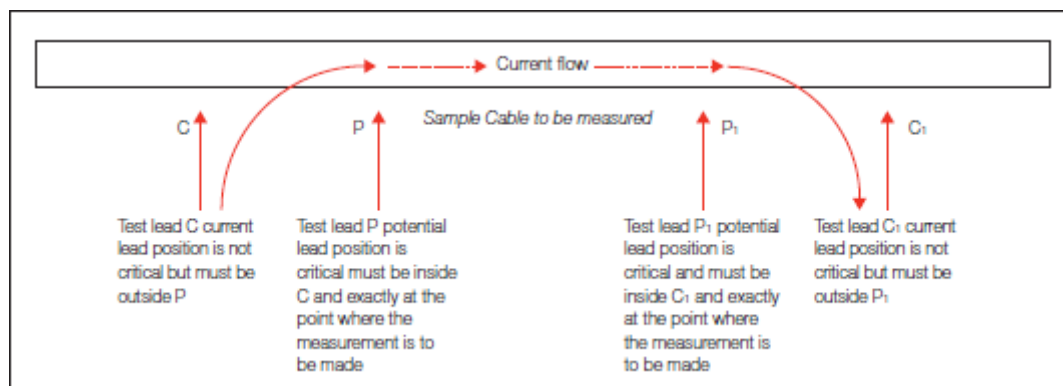 Current flow
C
P
Sample Cable to be measured
P1
C1
Test lead C current
lead position is not
critical but must be
outside P
Test lead P potential
lead position is
critical must be inside
C and exactly at the
point where the
measurement is to
be made
Test lead P1 potential
lead position is
critical and must be
inside C1 and exactly
at the point where
the measurement is
to be made
Test lead C1 current
lead position is not
critical but must be
outside P1